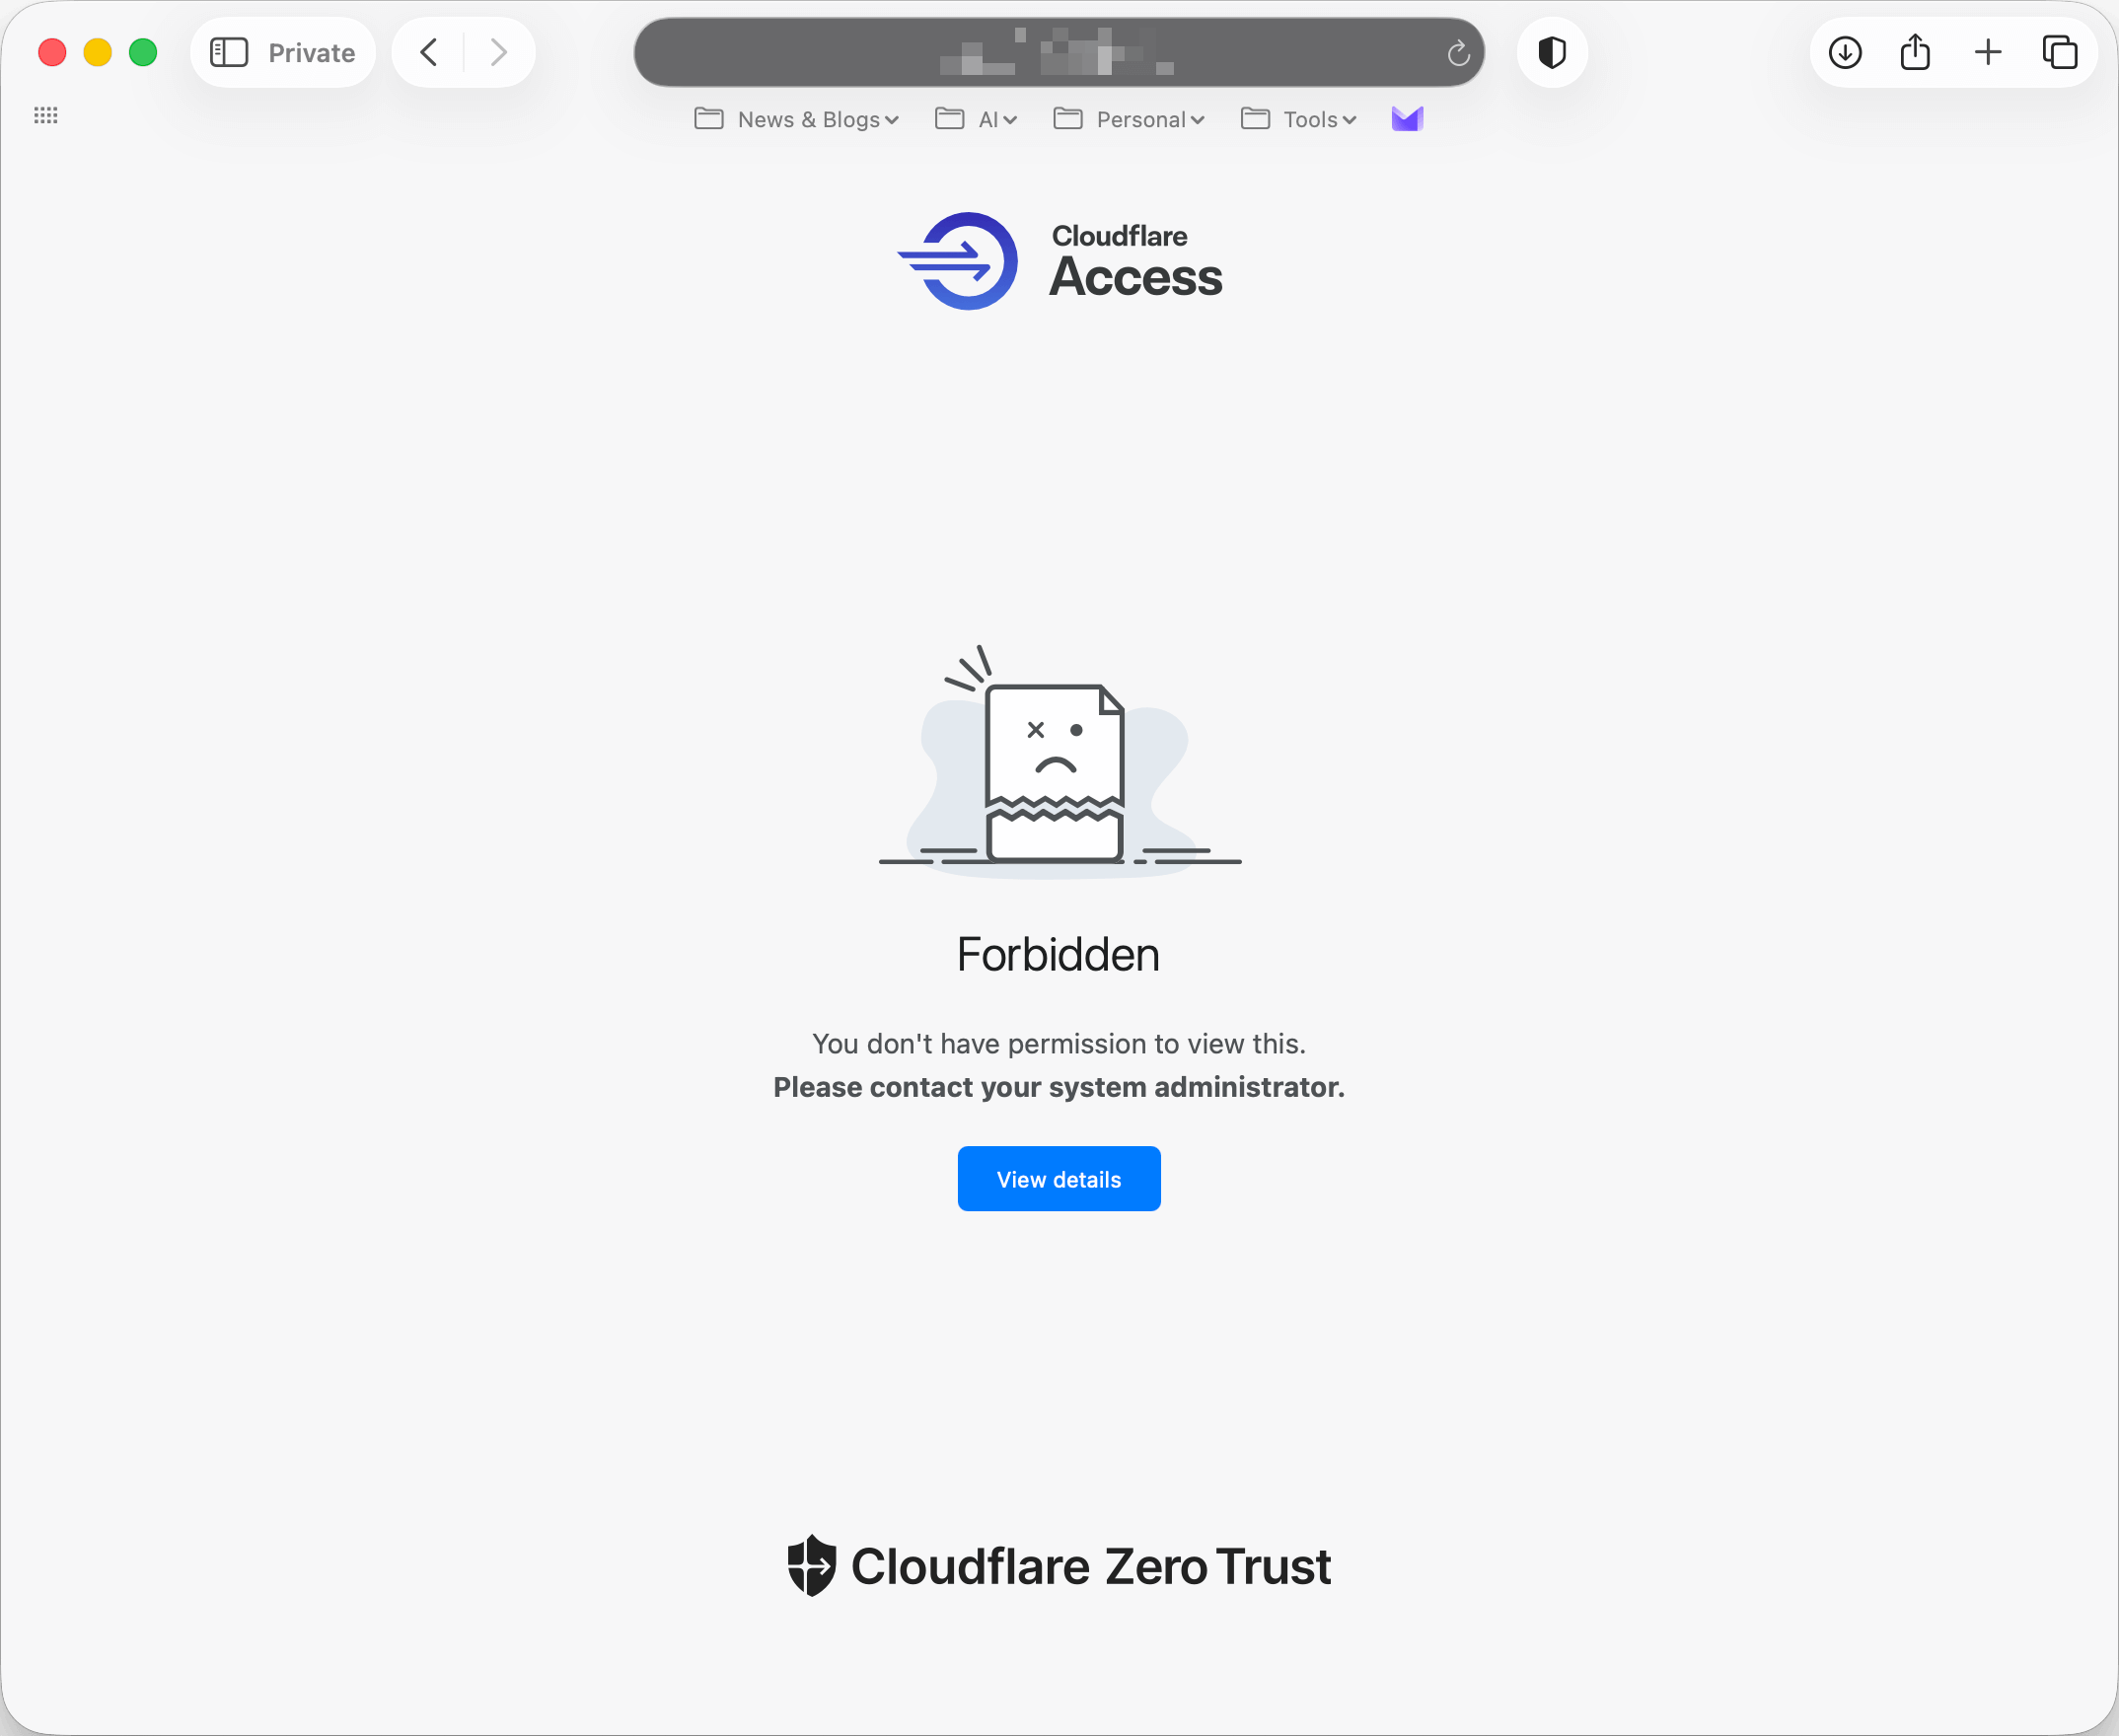 Private
News & Blogs
AI
Personal
Tools
Cloudflare
Access
Forbidden
You don't have permission to view this.
Please contact your system administrator.
View details
Cloudflare Zero Trust